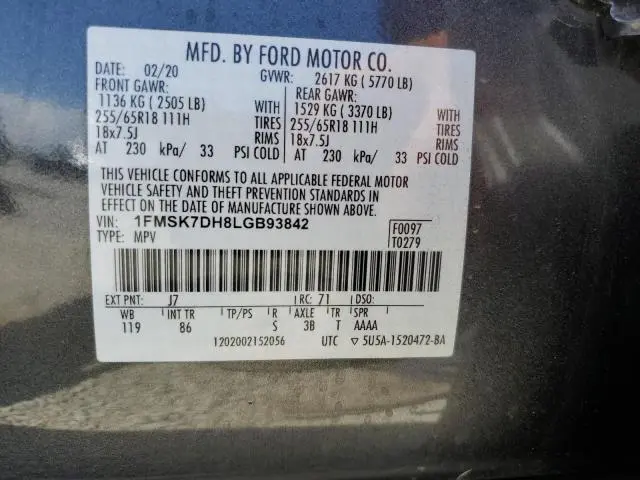 MFD. BY FORD MOTOR CO.
DATE: 02/20 GVWR: 2617 KG ( 5770 LB)
FRONT GAWR: REAR GAWR:
1136 KG ( 2505 LB) WITH 1529 KG ( 3370 LB) WITH
255/65R18 111H TIRES 255/65R18 111H TIRES
18x7.5J RIMS 18x7.5J RIMS
AT 230 kPa/ 33 PSI COLD AT 230 kPa/ 33 PSI COLD
THIS VEHICLE CONFORMS TO ALL APPLICABLE FEDERAL MOTOR
VEHICLE SAFETY AND THEFT PREVENTION STANDARDS IN
EFFECT ON THE DATE OF MANUFACTURE SHOWN ABOVE.
VIN: 1FMSK7DH8LGB93842 F0097
TYPE: MPV T0279
EXT PNT: J7 RC: 71 DSO:
WB INT TR TP/PS R AXLE TR SPR
119 86 S 3B T AAAA
1202002152056 UTC ▽ 5U5A-1520472-BA